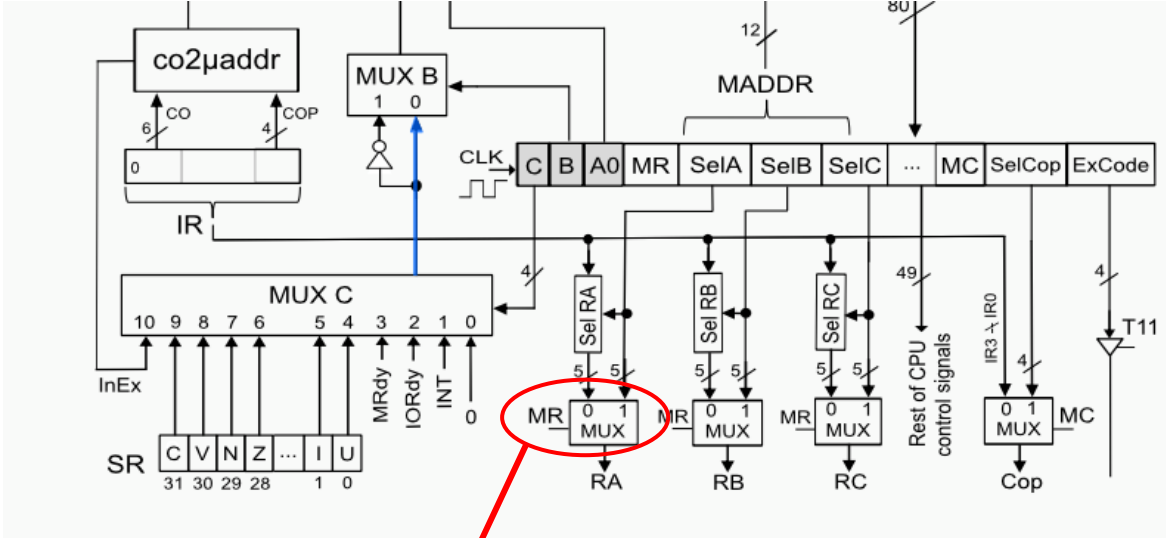 80
12
co2µaddr
MUX B
1 0
MADDR
6 CO
4 COP
0
CLK
C B A0 MR SelA SelB SelC ... MC SelCop ExCode
IR
4
49
4
MUX C
10 9 8 7 6 5 4 3 2 1 0
Sel RA
Sel RB
Sel RC
Rest of CPU
control signals
IR3 ÷ IR0
4
T11
InEx
MRdy
IORdy
INT
0
5 5
5 5
5 5
MR 0 1 MUX
MR 0 1 MUX
MR 0 1 MUX
0 1 MUX MC
SR C V N Z ... I U
31 30 29 28 1 0
RA
RB
RC
Cop